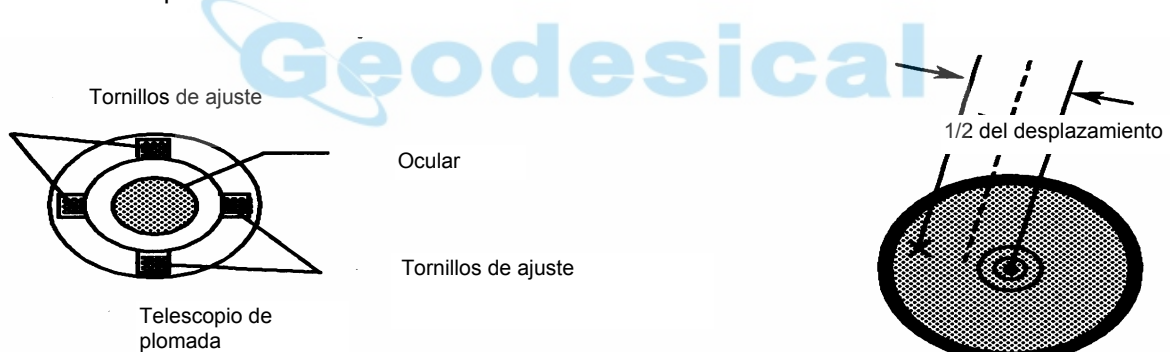 Geodesical
Tornillos de ajuste
1/2 del desplazamiento
Ocular
Tornillos de ajuste
Telescopio de
plomada